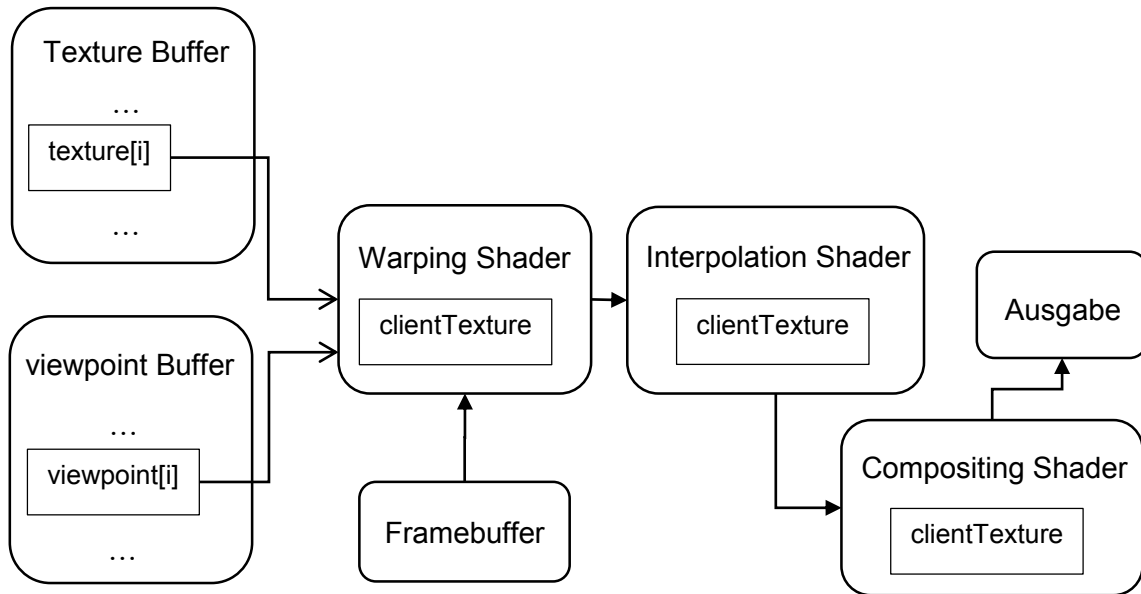 Texture Buffer
...
texture[i]
...
viewpoint Buffer
...
viewpoint[i]
...
Warping Shader
clientTexture
Framebuffer
Interpolation Shader
clientTexture
Compositing Shader
clientTexture
Ausgabe